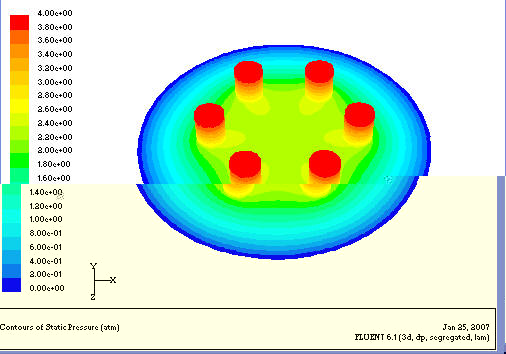 4.00e+00
3.80e+00
3.60e+00
3.40e+00
3.20e+00
3.00e+00
2.80e+00
2.60e+00
2.40e+00
2.20e+00
2.00e+00
1.80e+00
1.60e+00
1.40e+00
1.20e+00
1.00e+00
8.00e-01
6.00e-01
4.00e-01
2.00e-01
0.00e+00
Y
X
Z
Contours of Static Pressure (atm)
Jan 25, 2007
FLUENT 6.1 (3d, dp, segregated, lam)